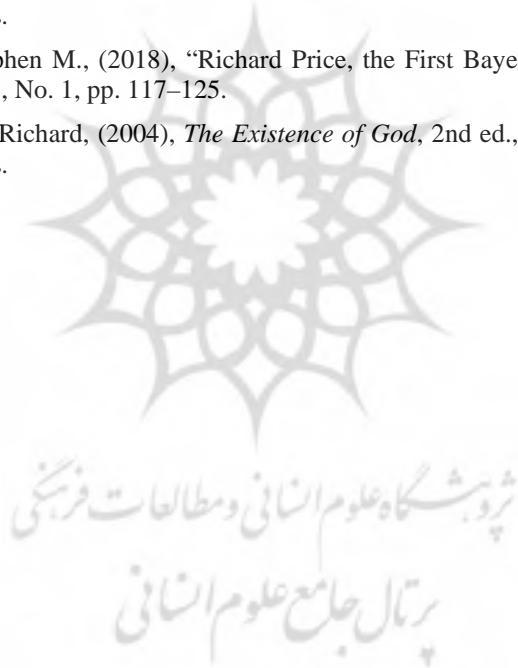 s.
phen M., (2018), “Richard Price, the First Baye
, No. 1, pp. 117–125.
Richard, (2004), The Existence of God, 2nd ed.,
s.
پژوهشگاه علوم انسانی و مطالعات فرهنگی
پرتال جامع علوم انسانی